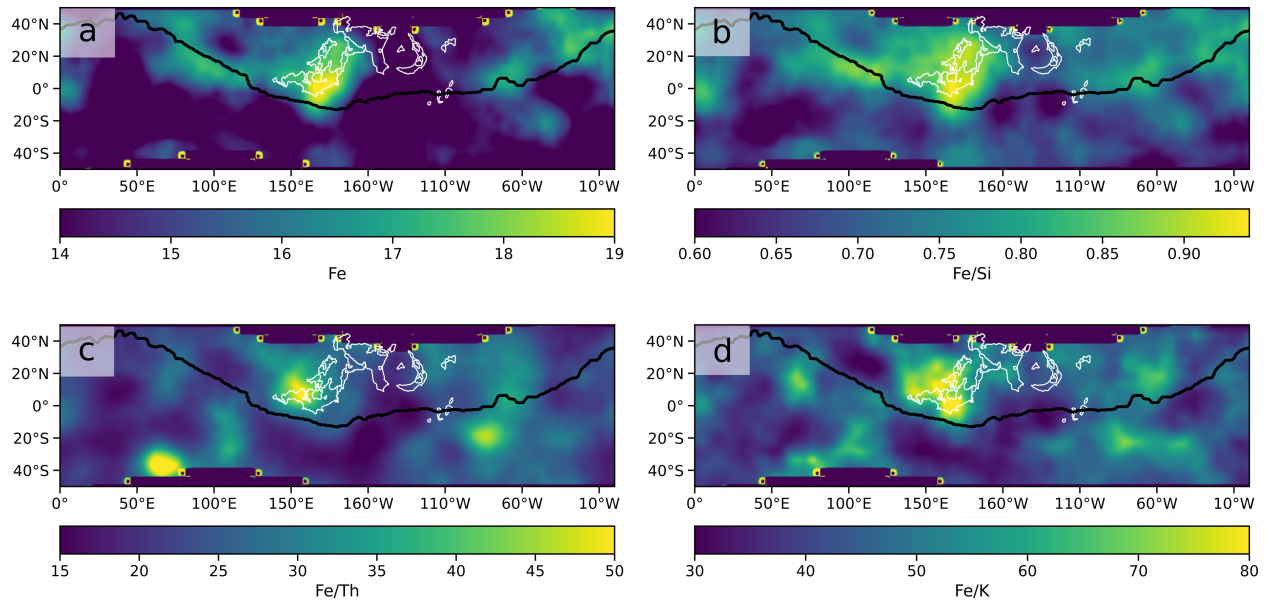 a
40°N
20°N
0°
20°S
40°S
0° 50°E 100°E 150°E 160°W 110°W 60°W 10°W
14 15 16 17 18 19
Fe
b
40°N
20°N
0°
20°S
40°S
0° 50°E 100°E 150°E 160°W 110°W 60°W 10°W
0.60 0.65 0.70 0.75 0.80 0.85 0.90
Fe/Si
c
40°N
20°N
0°
20°S
40°S
0° 50°E 100°E 150°E 160°W 110°W 60°W 10°W
15 20 25 30 35 40 45 50
Fe/Th
d
40°N
20°N
0°
20°S
40°S
0° 50°E 100°E 150°E 160°W 110°W 60°W 10°W
30 40 50 60 70 80
Fe/K